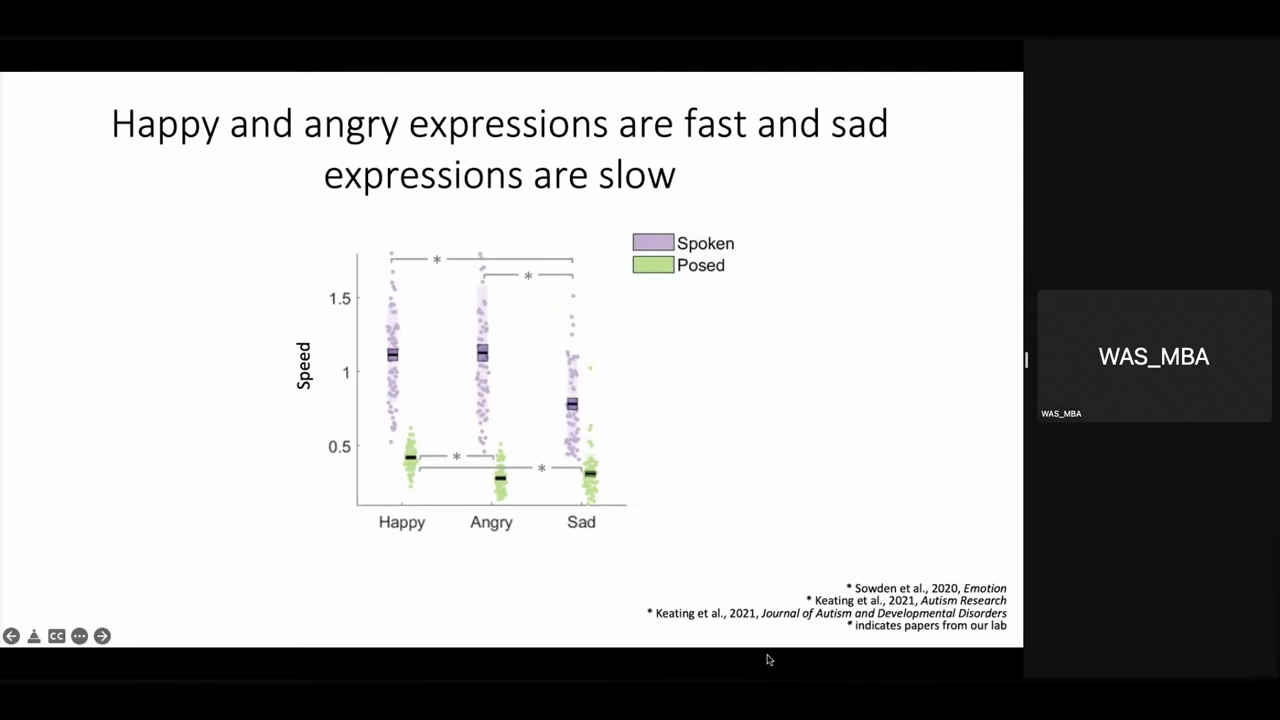 Happy and angry expressions are fast and sad
expressions are slow
Spoken
Posed
*
*
1.5
1
0.5
Speed
*
*
Happy Angry Sad
* Sowden et al., 2020, Emotion
* Keating et al., 2021, Autism Research
* Keating et al., 2021, Journal of Autism and Developmental Disorders
* indicates papers from our lab
CC
WAS_MBA
WAS_MBA